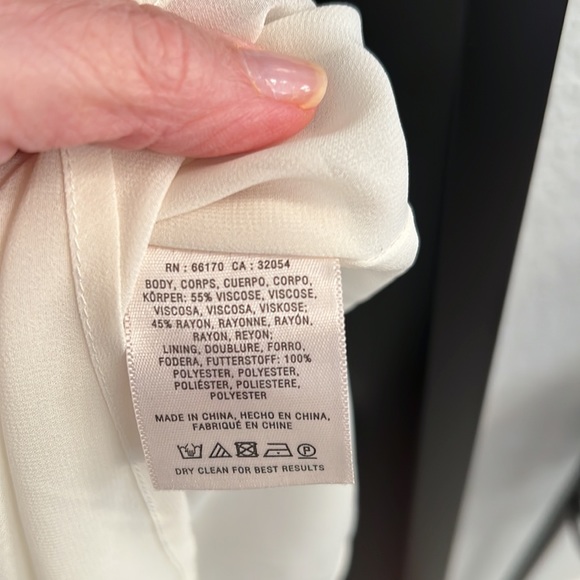 RN : 66170 CA : 32054
BODY, CORPS, CUERPO, CORPO,
KÖRPER: 55% VISCOSE, VISCOSE,
VISCOSA, VISCOSA, VISKOSE;
45% RAYON, RAYONNE, RAYÓN,
RAYON, REYON;
LINING, DOUBLURE, FORRO,
FODERA, FUTTERSTOFF: 100%
POLYESTER, POLYESTER,
POLIÉSTER, POLIESTERE,
POLYESTER
MADE IN CHINA, HECHO EN CHINA,
FABRIQUÉ EN CHINE
DRY CLEAN FOR BEST RESULTS